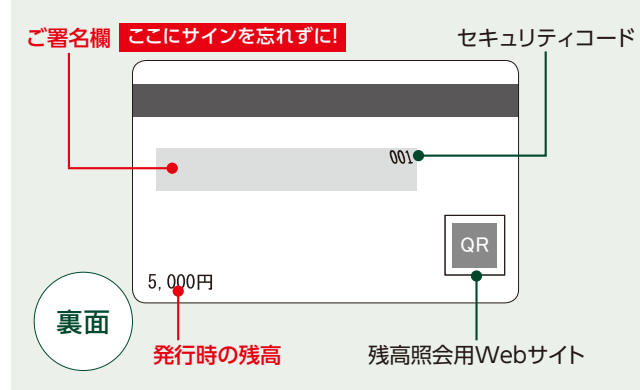 ご署名欄 ここにサインを忘れずに!
セキュリティコード
001
QR
5,000円
裏面
発行時の残高
残高照会用Webサイト